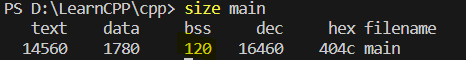 PS D:\LearnCPP\cpp> size main
text data bss dec hex filename
14560 1780 120 16460 404c main